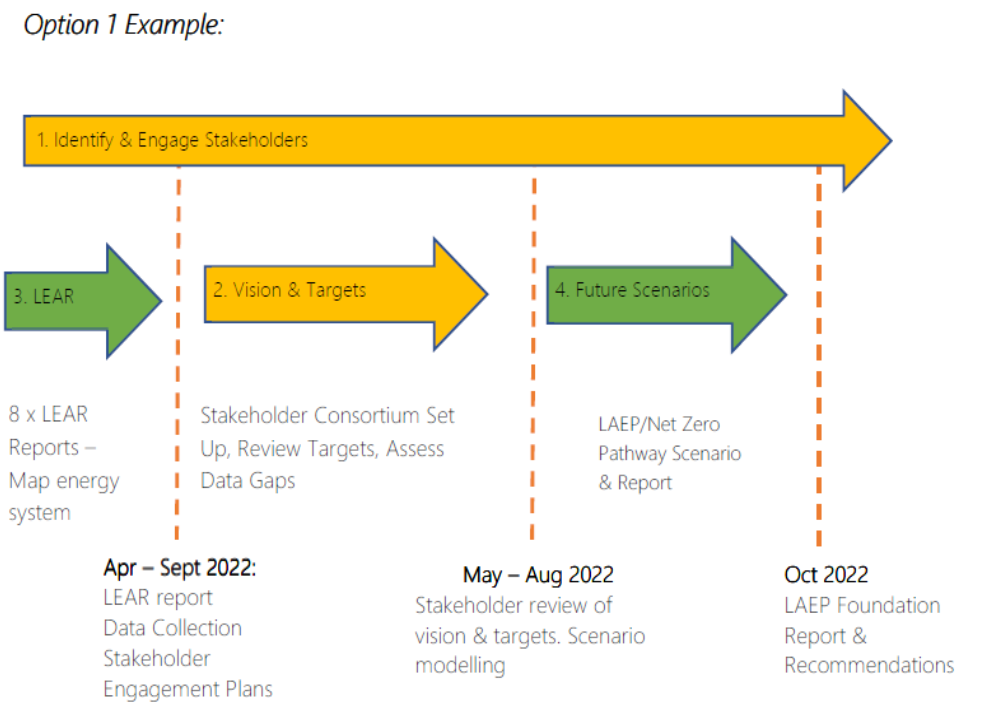 Option 1 Example:
1. Identify & Engage Stakeholders
3. LEAR
2. Vision & Targets
4. Future Scenarios
8 x LEAR
Reports –
Map energy
system
Stakeholder Consortium Set
Up, Review Targets, Assess
Data Gaps
LAEP/Net Zero
Pathway Scenario
& Report
Apr – Sept 2022:
LEAR report
Data Collection
Stakeholder
Engagement Plans
May – Aug 2022
Stakeholder review of
vision & targets. Scenario
modelling
Oct 2022
LAEP Foundation
Report &
Recommendations